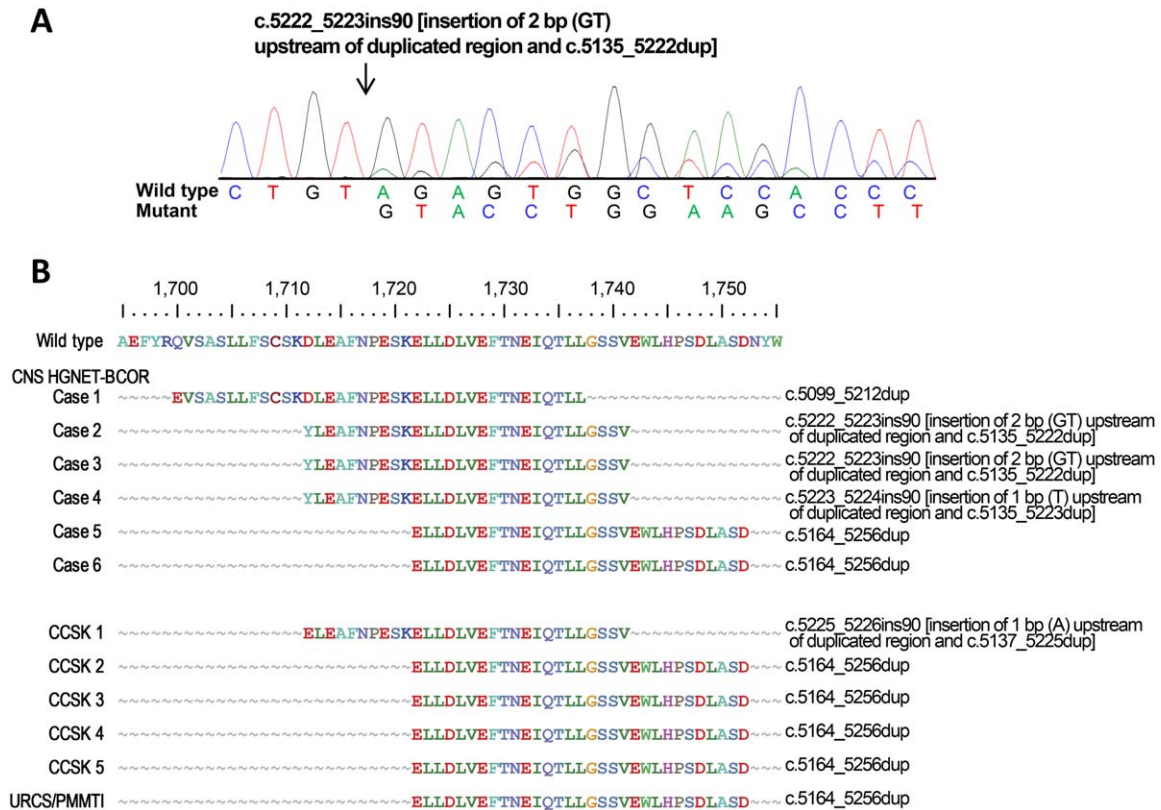 A
c.5222_5223ins90 [insertion of 2 bp (GT)
upstream of duplicated region and c.5135_5222dup]
Wild type C T G T A G A G T G G C T C C A C C C
Mutant G T A C C T G G A A G C C T T
B
1,700 1,710 1,720 1,730 1,740 1,750
Wild type AEFYRQVSASLLFSCSKDLEAFNPESKELLDLVEFTNEIQTLLGSSVEWLHPSDLASDNYW
CNS HGNET-BCOR
Case 1 ~~~~~EVSASLLFSCSKDLEAFNPESKELLDLVEFTNEIQTLL~~~~~~~~~~~~~~~~~~ c.5099_5212dup
Case 2 ~~~~~~~~~~~~~~~~~YLEAFNPESKELLDLVEFTNEIQTLLGSSV~~~~~~~~~~~~~~ c.5222_5223ins90 [insertion of 2 bp (GT) upstream
of duplicated region and c.5135_5222dup]
Case 3 ~~~~~~~~~~~~~~~~~YLEAFNPESKELLDLVEFTNEIQTLLGSSV~~~~~~~~~~~~~~ c.5222_5223ins90 [insertion of 2 bp (GT) upstream
of duplicated region and c.5135_5222dup]
Case 4 ~~~~~~~~~~~~~~~~~YLEAFNPESKELLDLVEFTNEIQTLLGSSV~~~~~~~~~~~~~~ c.5223_5224ins90 [insertion of 1 bp (T) upstream
of duplicated region and c.5135_5223dup]
Case 5 ~~~~~~~~~~~~~~~~~~~~~~~~~~~ELLDLVEFTNEIQTLLGSSVEWLHPSDLASD~~~ c.5164_5256dup
Case 6 ~~~~~~~~~~~~~~~~~~~~~~~~~~~ELLDLVEFTNEIQTLLGSSVEWLHPSDLASD~~~ c.5164_5256dup
CCSK 1 ~~~~~~~~~~~~~~~~~ELEAFNPESKELLDLVEFTNEIQTLLGSSV~~~~~~~~~~~~~~ c.5225_5226ins90 [insertion of 1 bp (A) upstream
of duplicated region and c.5137_5225dup]
CCSK 2 ~~~~~~~~~~~~~~~~~~~~~~~~~~~ELLDLVEFTNEIQTLLGSSVEWLHPSDLASD~~~ c.5164_5256dup
CCSK 3 ~~~~~~~~~~~~~~~~~~~~~~~~~~~ELLDLVEFTNEIQTLLGSSVEWLHPSDLASD~~~ c.5164_5256dup
CCSK 4 ~~~~~~~~~~~~~~~~~~~~~~~~~~~ELLDLVEFTNEIQTLLGSSVEWLHPSDLASD~~~ c.5164_5256dup
CCSK 5 ~~~~~~~~~~~~~~~~~~~~~~~~~~~ELLDLVEFTNEIQTLLGSSVEWLHPSDLASD~~~ c.5164_5256dup
URCS/PMMTI ~~~~~~~~~~~~~~~~~~~~~~~~~~~ELLDLVEFTNEIQTLLGSSVEWLHPSDLASD~~~ c.5164_5256dup